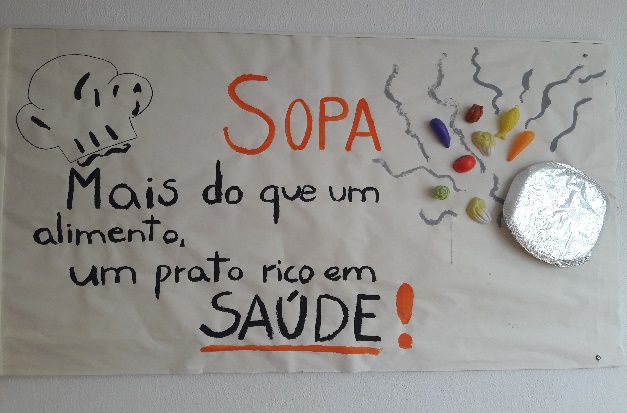 SOPA
Mais do que um
alimento,
um prato rico em
SAÚDE!